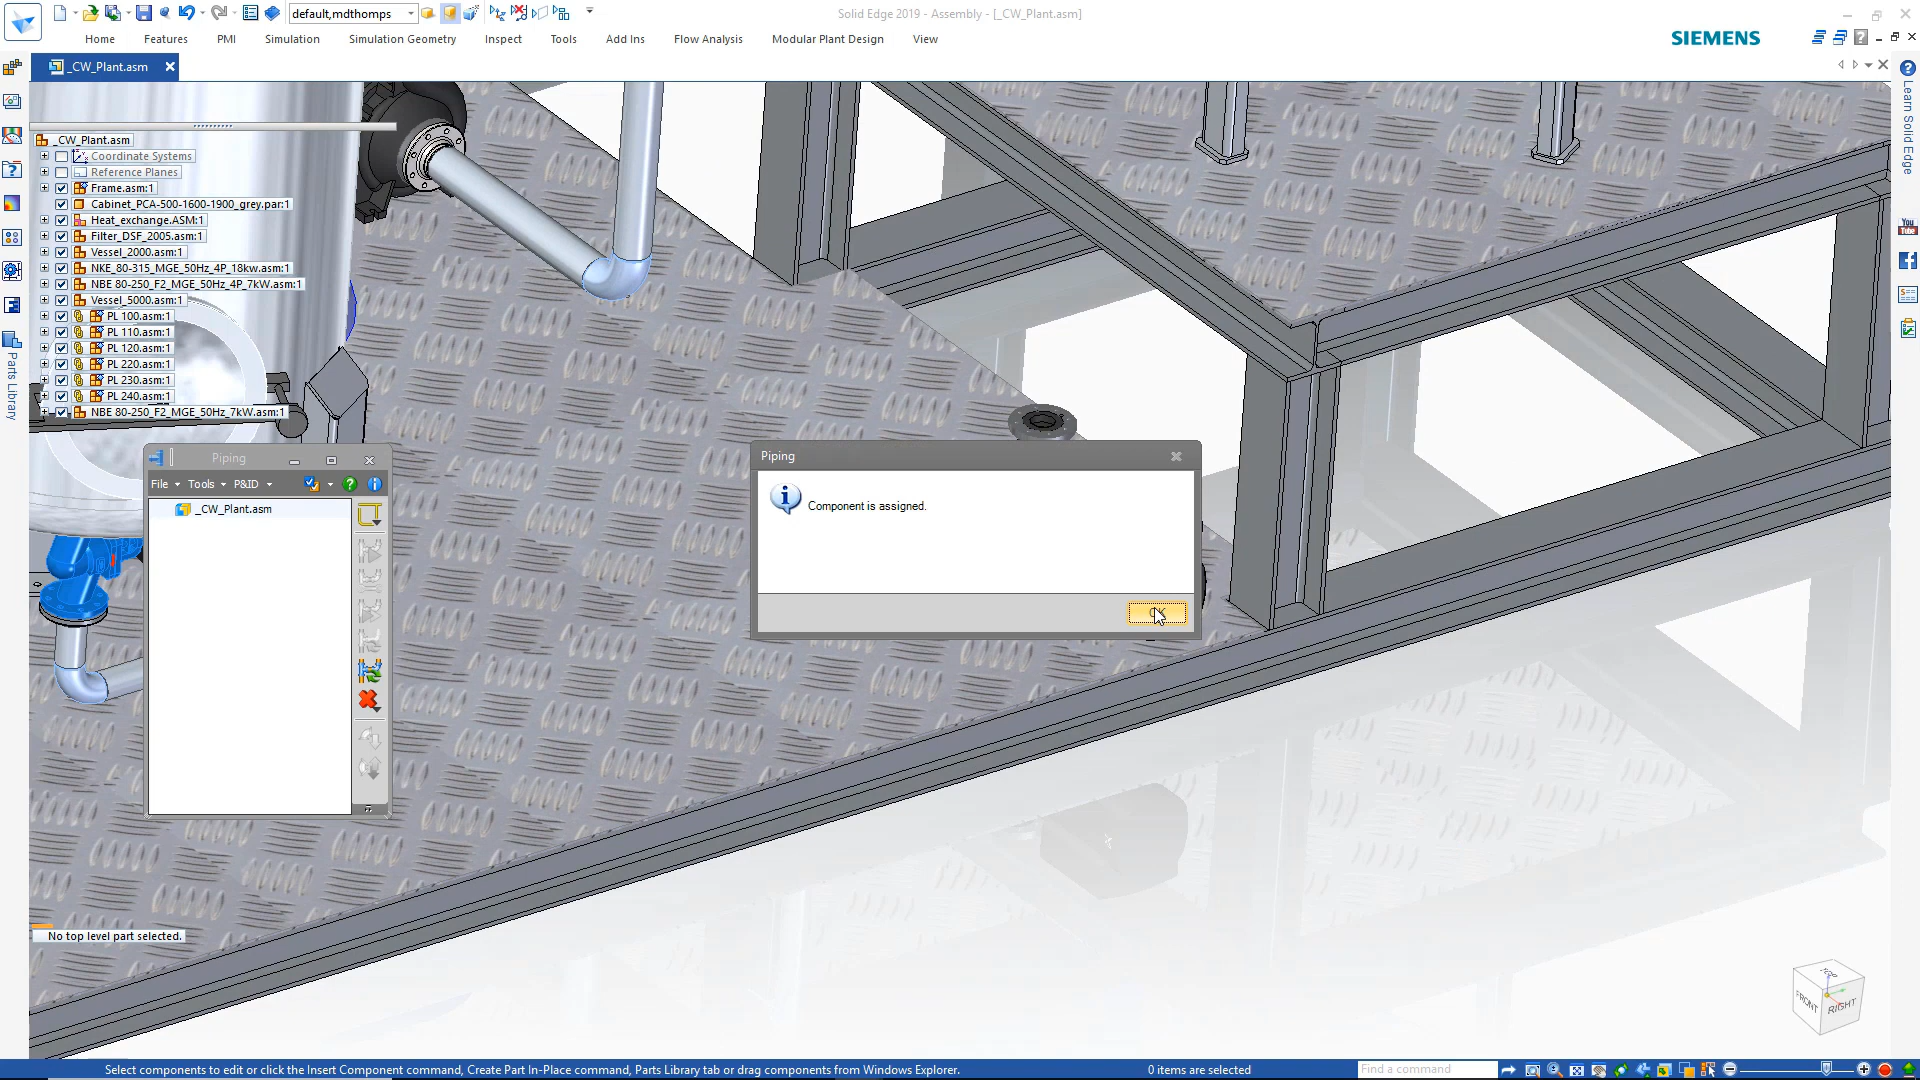 default,mdthomps
Solid Edge 2019 - Assembly - [_CW_Plant.asm]
Home Features PMI Simulation Simulation Geometry Inspect Tools Add Ins Flow Analysis Modular Plant Design View
SIEMENS
_CW_Plant.asm
_CW_Plant.asm
Coordinate Systems
Reference Planes
Frame.asm:1
Cabinet_PCA-500-1600-1900_grey.par:1
Heat_exchange.ASM:1
Filter_DSF_2005.asm:1
Vessel_2000.asm:1
NKE_80-315_MGE_50Hz_4P_18kw.asm:1
NBE 80-250_F2_MGE_50Hz_4P_7kW.asm:1
Vessel_5000.asm:1
PL 100.asm:1
PL 110.asm:1
PL 120.asm:1
PL 220.asm:1
PL 230.asm:1
PL 240.asm:1
NBE 80-250_F2_MGE_50Hz_7kW.asm:1
Parts Library
Learn Solid Edge
You
Tube
Piping
File Tools P&ID
_CW_Plant.asm
Piping
Component is assigned.
OK
No top level part selected.
TOP
FRONT
RIGHT
Select components to edit or click the Insert Component command, Create Part In-Place command, Parts Library tab or drag components from Windows Explorer.
0 items are selected
Find a command